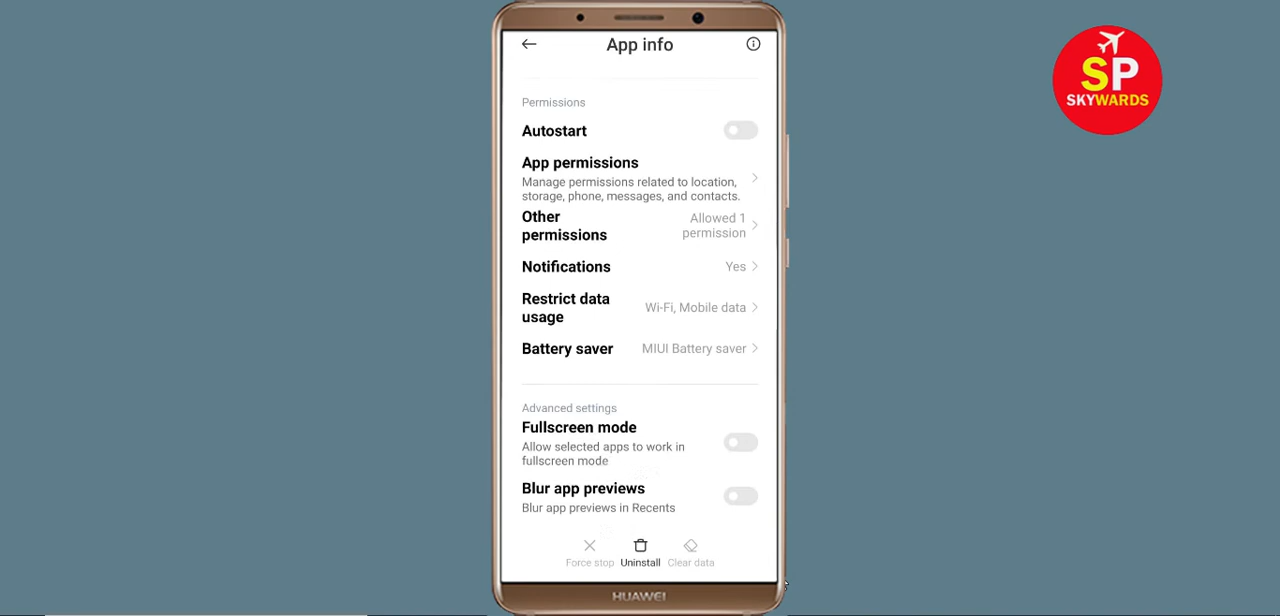 App info
SP
SKYWARDS
Permissions
Autostart
App permissions
Manage permissions related to location,
storage, phone, messages, and contacts.
Other
permissions
Allowed 1
permission
Notifications
Yes
Restrict data
usage
Wi-Fi, Mobile data
Battery saver
MIUI Battery saver
Advanced settings
Fullscreen mode
Allow selected apps to work in
fullscreen mode
Blur app previews
Blur app previews in Recents
Force stop
Uninstall
Clear data
HUAWEI